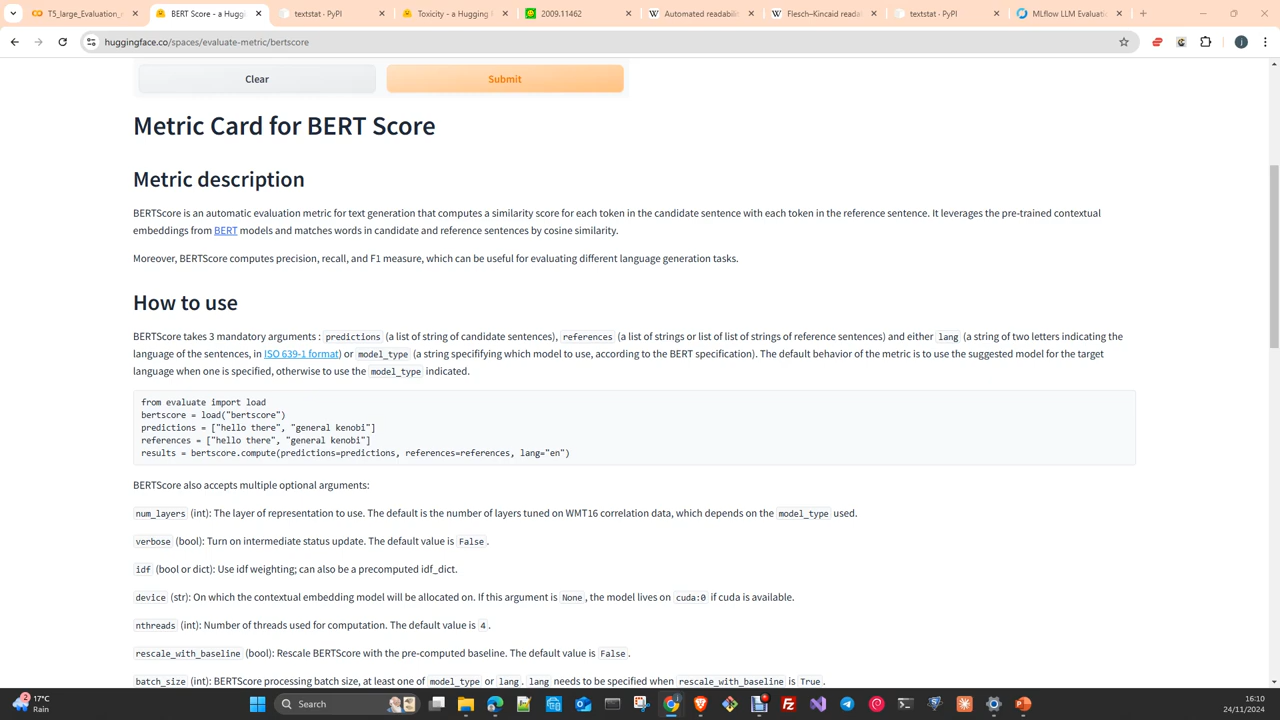 T5_large_Evaluation_
BERT Score - a Hugg
textstat · PyPI
Toxicity - a Hugging F
2009.11462
Automated readabili
Flesch–Kincaid reada
textstat · PyPI
MLflow LLM Evaluati
huggingface.co/spaces/evaluate-metric/bertscore
Clear
Submit
Metric Card for BERT Score
Metric description
BERTScore is an automatic evaluation metric for text generation that computes a similarity score for each token in the candidate sentence with each token in the reference sentence. It leverages the pre-trained contextual
embeddings from BERT models and matches words in candidate and reference sentences by cosine similarity.
Moreover, BERTScore computes precision, recall, and F1 measure, which can be useful for evaluating different language generation tasks.
How to use
BERTScore takes 3 mandatory arguments : predictions (a list of string of candidate sentences), references (a list of strings or list of list of strings of reference sentences) and either lang (a string of two letters indicating the
language of the sentences, in ISO 639-1 format) or model_type (a string specififying which model to use, according to the BERT specification). The default behavior of the metric is to use the suggested model for the target
language when one is specified, otherwise to use the model_type indicated.
from evaluate import load
bertscore = load("bertscore")
predictions = ["hello there", "general kenobi"]
references = ["hello there", "general kenobi"]
results = bertscore.compute(predictions=predictions, references=references, lang="en")
BERTScore also accepts multiple optional arguments:
num_layers (int): The layer of representation to use. The default is the number of layers tuned on WMT16 correlation data, which depends on the model_type used.
verbose (bool): Turn on intermediate status update. The default value is False.
idf (bool or dict): Use idf weighting; can also be a precomputed idf_dict.
device (str): On which the contextual embedding model will be allocated on. If this argument is None, the model lives on cuda:0 if cuda is available.
nthreads (int): Number of threads used for computation. The default value is 4.
rescale_with_baseline (bool): Rescale BERTScore with the pre-computed baseline. The default value is False.
batch_size (int): BERTScore processing batch size, at least one of model_type or lang. lang needs to be specified when rescale_with_baseline is True.
2
17°C
Rain
Search
16:10
24/11/2024